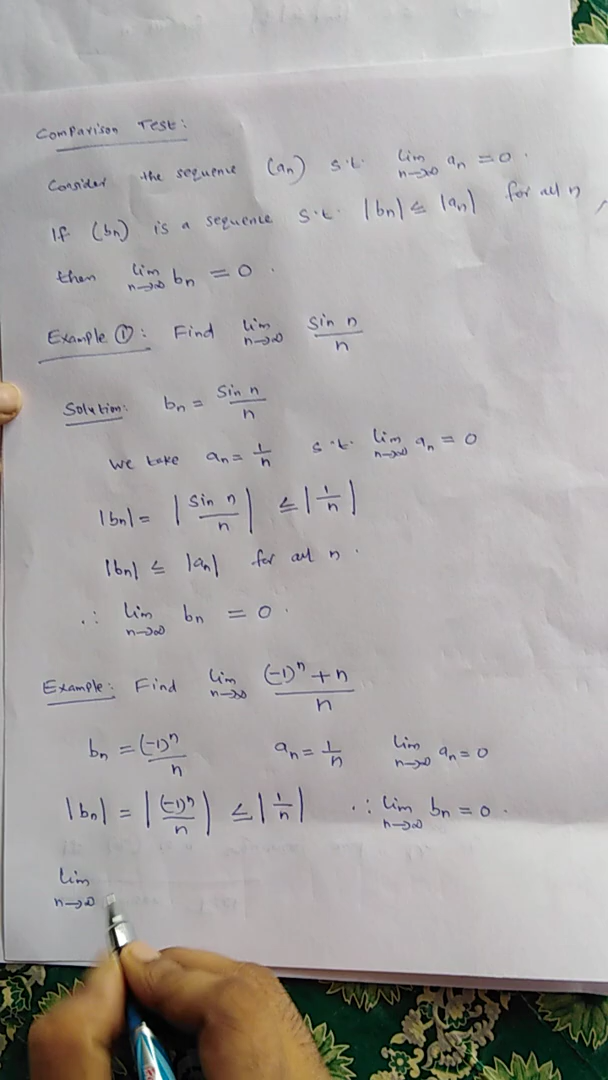 Comparison Test:
Consider the sequence (an) s.t. lim n→∞ an = 0.
If (bn) is a sequence s.t. |bn| ≤ |an| for all n,
then lim n→∞ bn = 0.
Example ①: Find lim n→∞ Sin n / n
Solution: bn = Sin n / n
We take an = 1/n s.t. lim n→∞ an = 0
|bn| = |Sin n / n| ≤ |1/n|
|bn| ≤ |an| for all n.
∴ lim n→∞ bn = 0.
Example: Find lim n→∞ ((-1)^n + n) / n
bn = (-1)^n / n an = 1/n lim n→∞ an = 0
|bn| = |(-1)^n / n| ≤ |1/n| ∴ lim n→∞ bn = 0.
lim n→∞